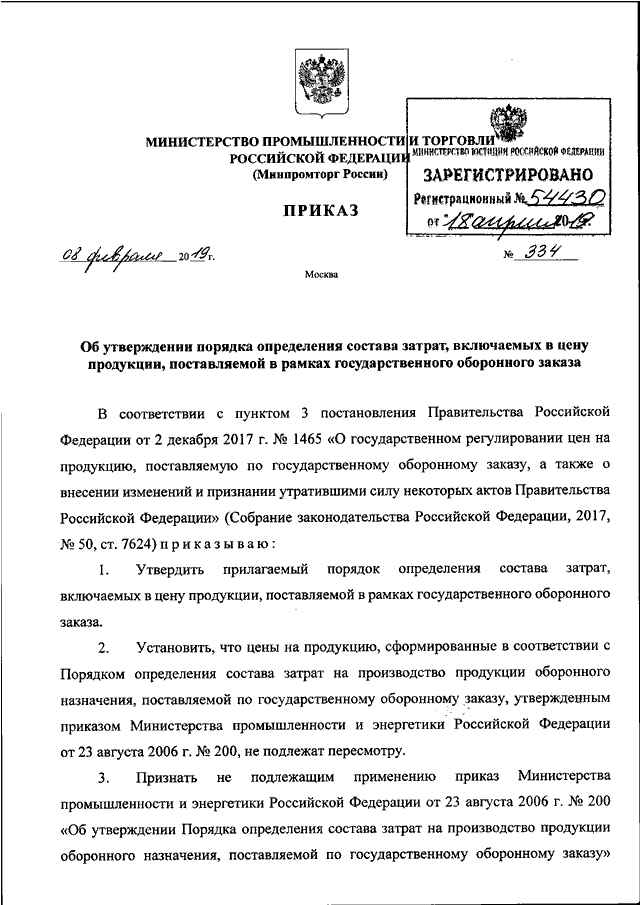 МИНИСТЕРСТВО ПРОМЫШЛЕННОСТИ И ТОРГОВЛИ
РОССИЙСКОЙ ФЕДЕРАЦИИ
(Минпромторг России)
ПРИКАЗ
МИНИСТЕРСТВО ЮСТИЦИИ РОССИЙСКОЙ ФЕДЕРАЦИИ
ЗАРЕГИСТРИРОВАНО
Регистрационный № 54430
от "18 апреля 2019.
08 февраля 2019 г.
№ 334
Москва
Об утверждении порядка определения состава затрат, включаемых в цену
продукции, поставляемой в рамках государственного оборонного заказа
В соответствии с пунктом 3 постановления Правительства Российской
Федерации от 2 декабря 2017 г. № 1465 «О государственном регулировании цен на
продукцию, поставляемую по государственному оборонному заказу, а также о
внесении изменений и признании утратившими силу некоторых актов Правительства
Российской Федерации» (Собрание законодательства Российской Федерации, 2017,
№ 50, ст. 7624) п р и к а з ы в а ю :
1. Утвердить прилагаемый порядок определения состава затрат,
включаемых в цену продукции, поставляемой в рамках государственного оборонного
заказа.
2. Установить, что цены на продукцию, сформированные в соответствии с
Порядком определения состава затрат на производство продукции оборонного
назначения, поставляемой по государственному оборонному заказу, утвержденным
приказом Министерства промышленности и энергетики Российской Федерации
от 23 августа 2006 г. № 200, не подлежат пересмотру.
3. Признать не подлежащим применению приказ Министерства
промышленности и энергетики Российской Федерации от 23 августа 2006 г. № 200
«Об утверждении Порядка определения состава затрат на производство продукции
оборонного назначения, поставляемой по государственному оборонному заказу»